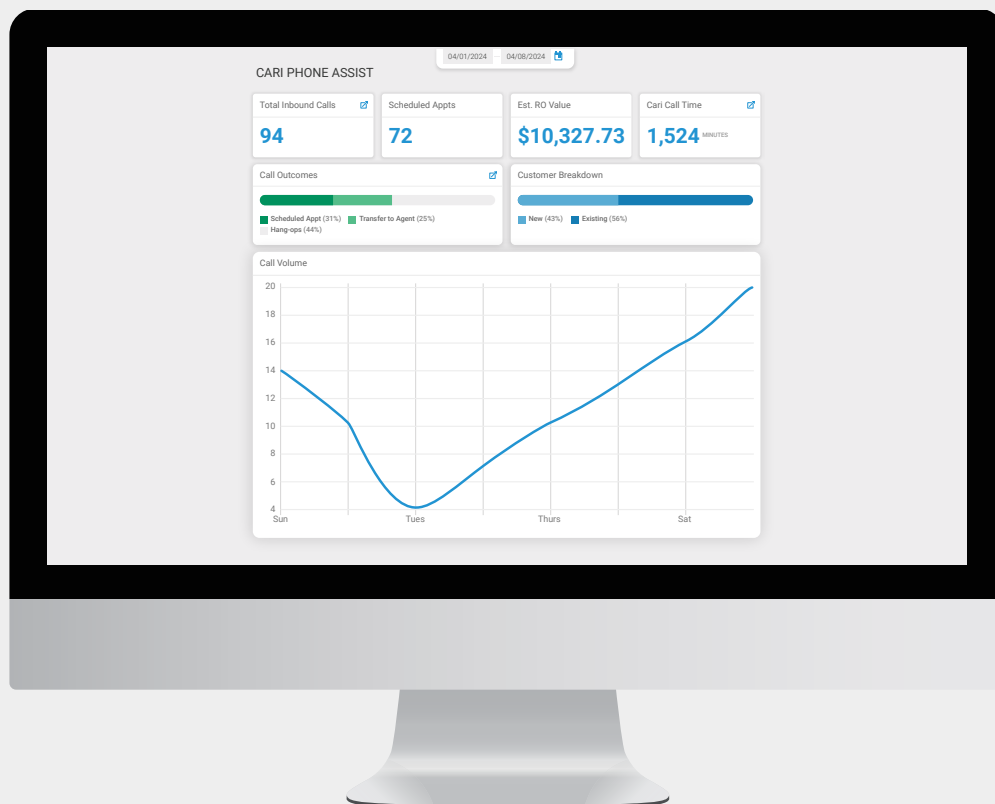 04/01/2024 – 04/08/2024
CARI PHONE ASSIST
Total Inbound Calls
94
Scheduled Appts
72
Est. RO Value
$10,327.73
Cari Call Time
1,524 MINUTES
Call Outcomes
Scheduled Appt (31%) Transfer to Agent (25%)
Hang-ops (44%)
Customer Breakdown
New (43%) Existing (56%)
Call Volume
20
18
16
14
12
10
8
6
4
Sun Tues Thurs Sat